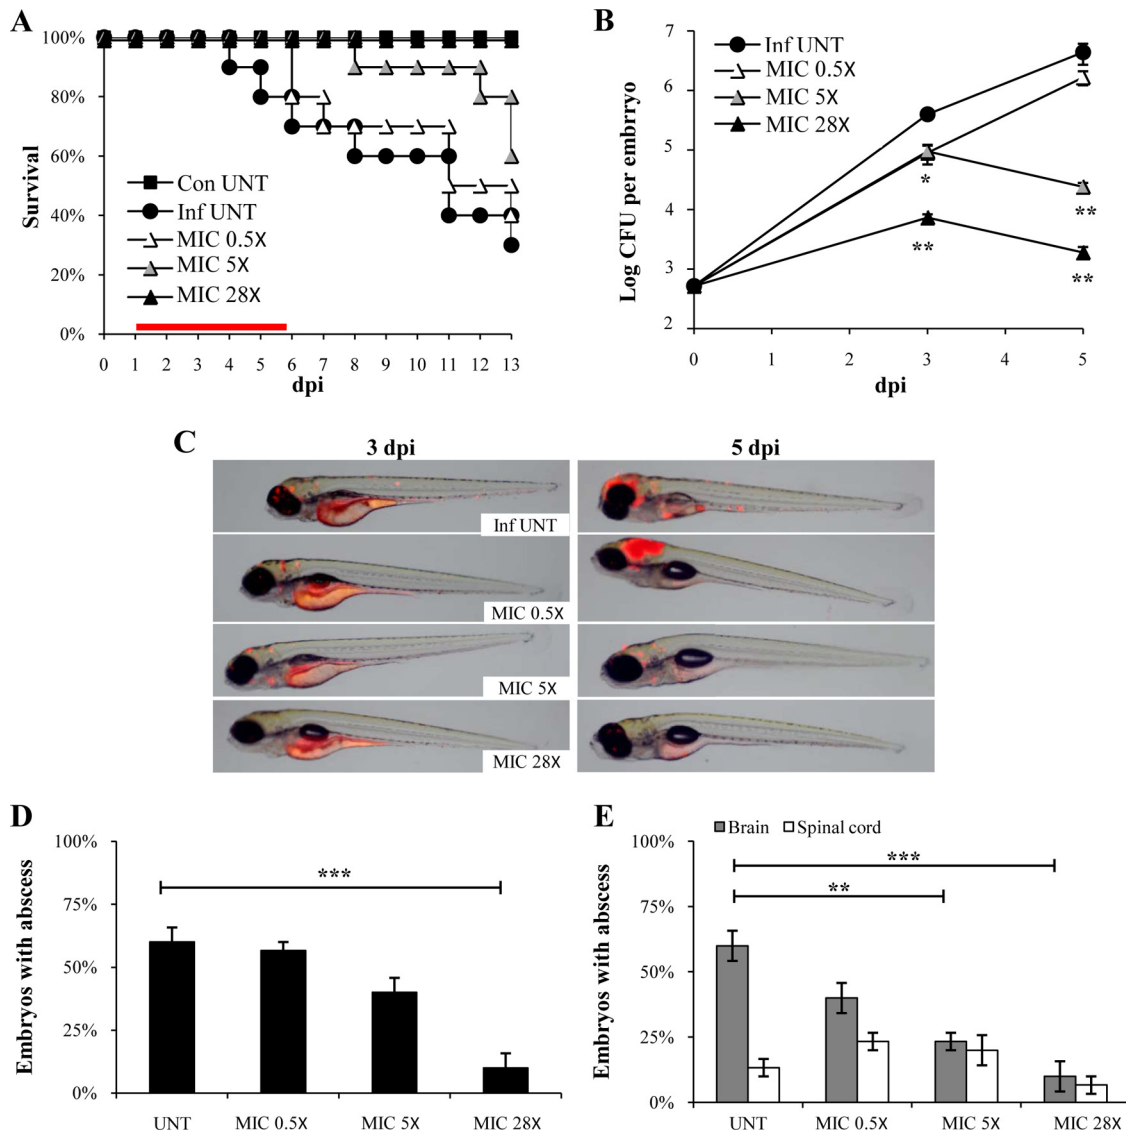 A
100%
80%
60%
40%
20%
0%
Survival
Con UNT
Inf UNT
MIC 0.5X
MIC 5X
MIC 28X
0 1 2 3 4 5 6 7 8 9 10 11 12 13
dpi
B
7
6
5
4
3
2
Log CFU per embrryo
Inf UNT
MIC 0.5X
MIC 5X
MIC 28X
*
**
**
**
0 1 2 3 4 5
dpi
C
3 dpi
5 dpi
Inf UNT
MIC 0.5X
MIC 5X
MIC 28X
D
100%
75%
50%
25%
0%
Embryos with abscess
***
UNT MIC 0.5X MIC 5X MIC 28X
E
Brain Spinal cord
100%
75%
50%
25%
0%
Embryos with abscess
***
**
UNT MIC 0.5X MIC 5X MIC 28X